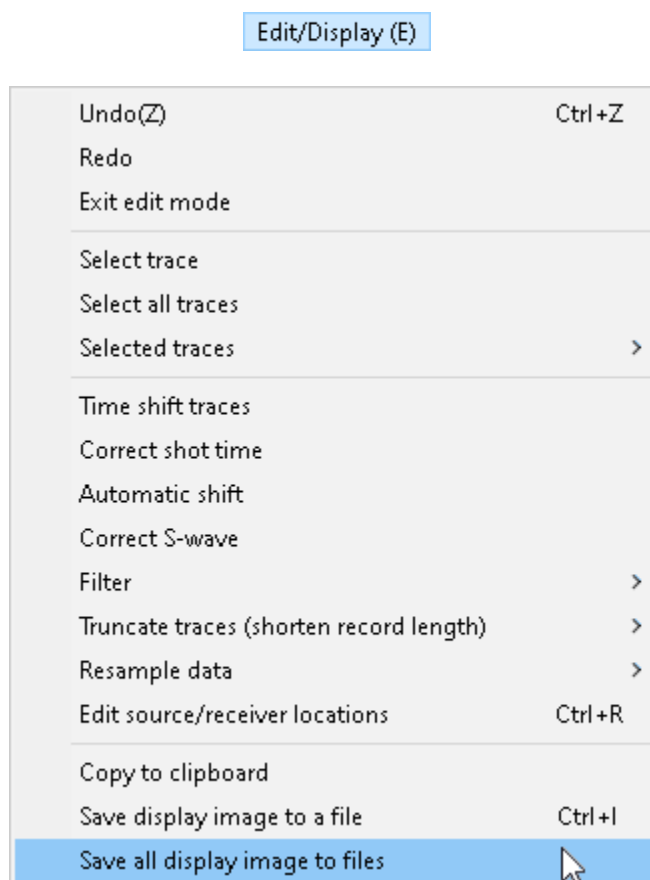 Edit/Display (E)
Undo(Z) Ctrl+Z
Redo
Exit edit mode
Select trace
Select all traces
Selected traces
Time shift traces
Correct shot time
Automatic shift
Correct S-wave
Filter
Truncate traces (shorten record length)
Resample data
Edit source/receiver locations Ctrl+R
Copy to clipboard
Save display image to a file Ctrl+I
Save all display image to files